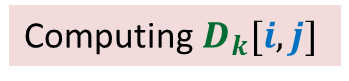 Computing D_k[i, j]